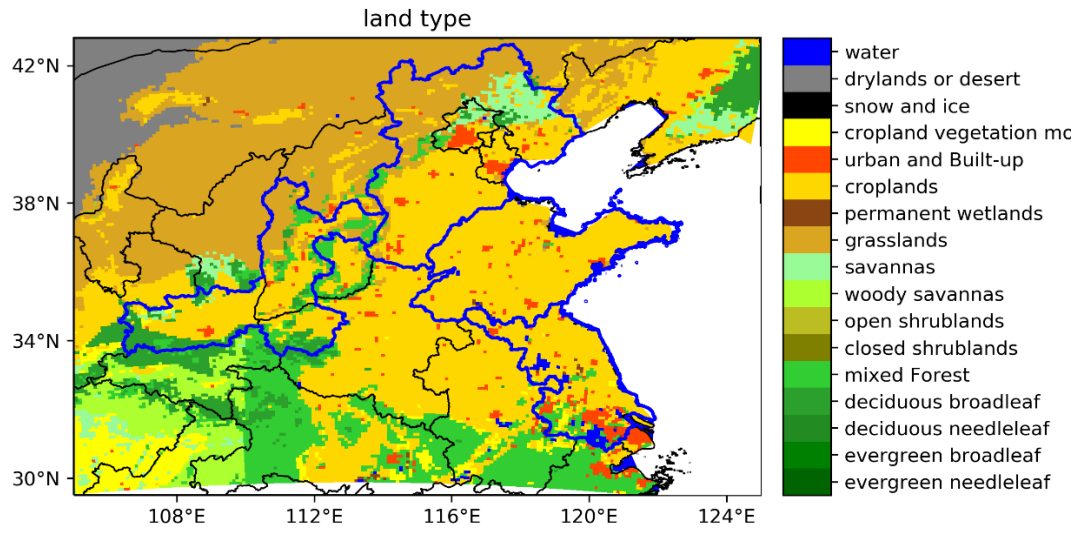 land type
42°N
38°N
34°N
30°N
108°E
112°E
116°E
120°E
124°E
water
drylands or desert
snow and ice
cropland vegetation mo
urban and Built-up
croplands
permanent wetlands
grasslands
savannas
woody savannas
open shrublands
closed shrublands
mixed Forest
deciduous broadleaf
deciduous needleleaf
evergreen broadleaf
evergreen needleleaf